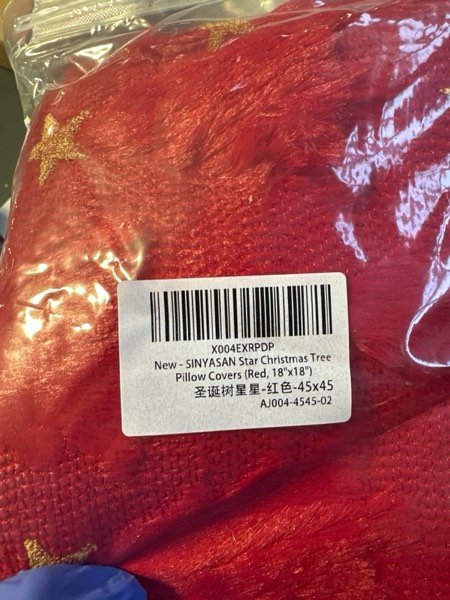 X004EXRPDP
New - SINYASAN Star Christmas Tree
Pillow Covers (Red, 18"x18")
圣诞树星星-红色-45x45
AJ004-4545-02